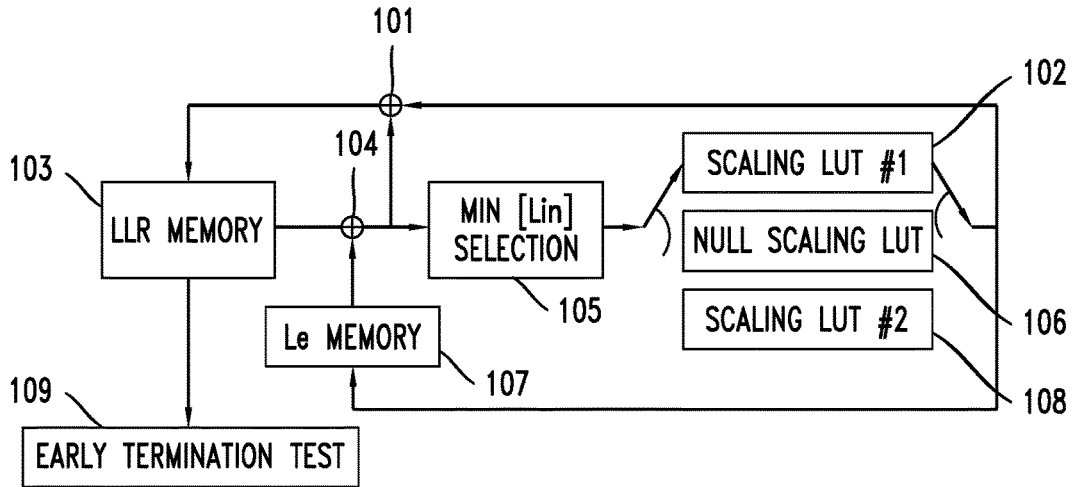 101
102
103
104
SCALING LUT #1
LLR MEMORY
MIN [Lin]
SELECTION
NULL SCALING LUT
105
Le MEMORY
SCALING LUT #2
106
107
108
109
EARLY TERMINATION TEST